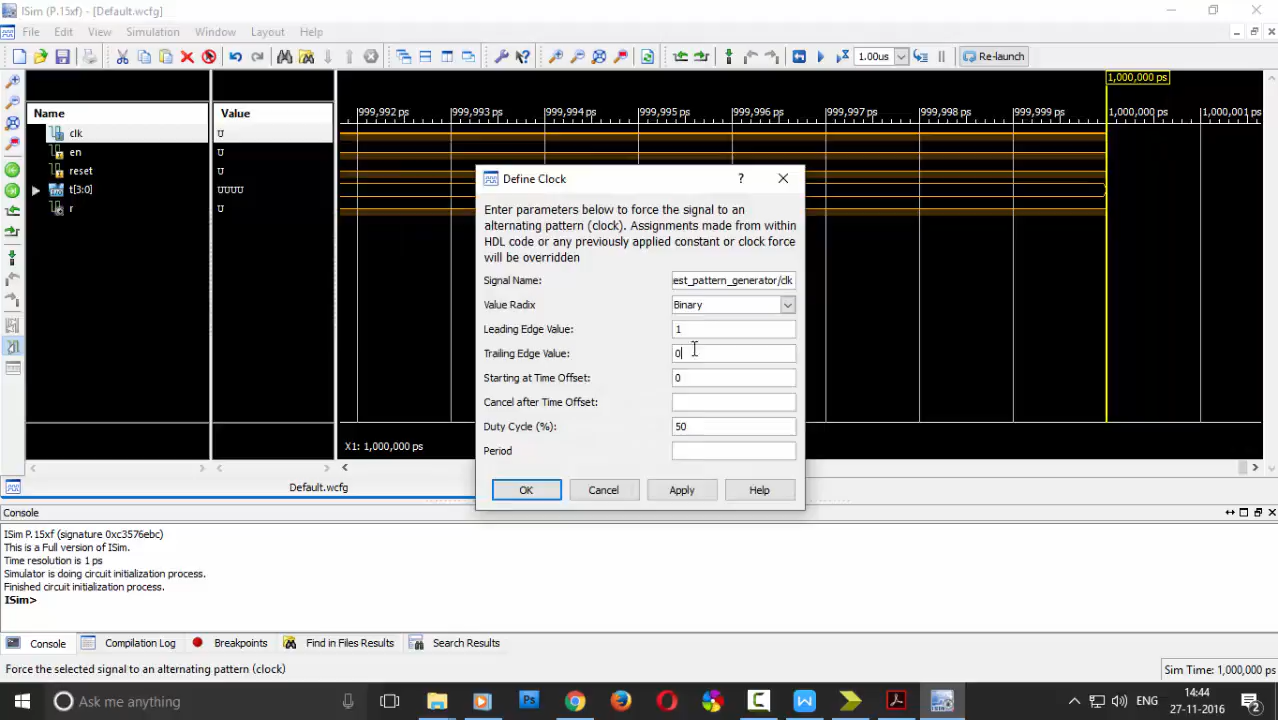 ISim (P.15xf) - [Default.wcfg]
File Edit View Simulation Window Layout Help
1.00us Re-launch
1,000,000 ps
Name Value
999,992 ps 999,993 ps 999,994 ps 999,995 ps 999,996 ps 999,997 ps 999,998 ps 999,999 ps 1,000,000 ps 1,000,001 ps
clk U
en U
reset U
t[3:0] UUUU
r U
X1: 1,000,000 ps
Define Clock ?
Enter parameters below to force the signal to an
alternating pattern (clock). Assignments made from within
HDL code or any previously applied constant or clock force
will be overridden
Signal Name: est_pattern_generator/clk
Value Radix Binary
Leading Edge Value: 1
Trailing Edge Value: 0
Starting at Time Offset: 0
Cancel after Time Offset:
Duty Cycle (%): 50
Period
OK Cancel Apply Help
Default.wcfg
Console
ISim P.15xf (signature 0xc3576ebc)
This is a Full version of ISim.
Time resolution is 1 ps
Simulator is doing circuit initialization process.
Finished circuit initialization process.
ISim>
Console Compilation Log Breakpoints Find in Files Results Search Results
Force the selected signal to an alternating pattern (clock) Sim Time: 1,000,000 ps
Ask me anything Ps W ENG 14:44
27-11-2016 2